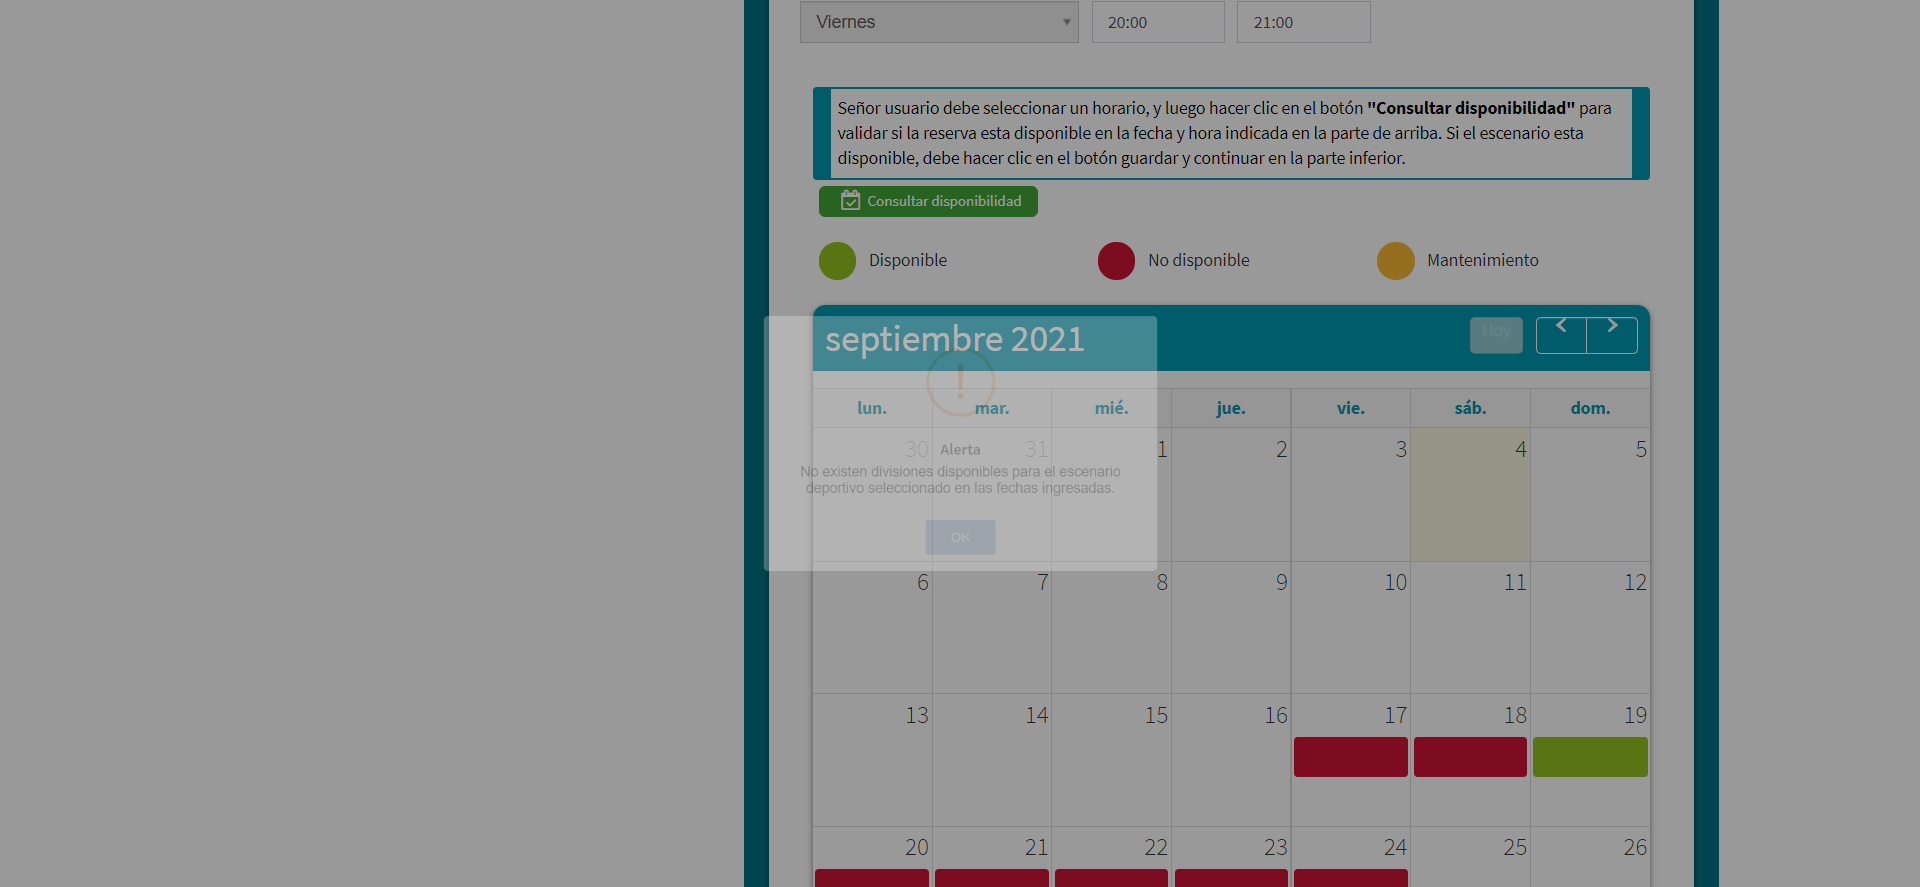 Viernes 20:00 21:00
Señor usuario debe seleccionar un horario, y luego hacer clic en el botón "Consultar disponibilidad" para
validar si la reserva esta disponible en la fecha y hora indicada en la parte de arriba. Si el escenario esta
disponible, debe hacer clic en el botón guardar y continuar en la parte inferior.
Consultar disponibilidad
Disponible No disponible Mantenimiento
septiembre 2021 Hoy
lun. mar. mié. jue. vie. sáb. dom.
30 31 1 2 3 4 5
Alerta
No existen divisiones disponibles para el escenario
deportivo seleccionado en las fechas ingresadas.
OK
6 7 8 9 10 11 12
13 14 15 16 17 18 19
20 21 22 23 24 25 26